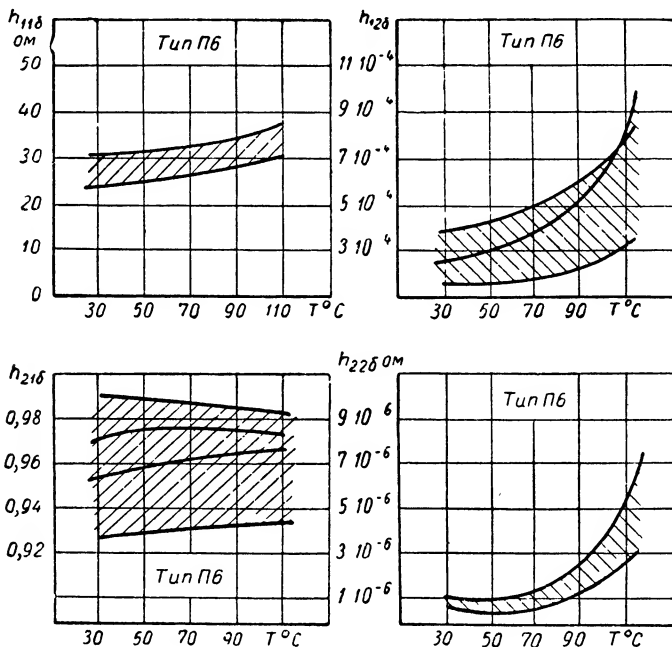 h₁₁б
ом
Тип П6
50
40
30
20
10
0
30 50 70 90 110 T°C
h₁₂б
Тип П6
11 10⁻⁴
9 10⁻⁴
7 10⁻⁴
5 10⁻⁴
3 10⁻⁴
30 50 70 90 T°C
h₂₁б
0,98
0,96
0,94
0,92
Тип П6
30 50 70 40 T°C
h₂₂б ом
Тип П6
9 10⁻⁶
7 10⁻⁶
5 10⁻⁶
3 10⁻⁶
1 10⁻⁶
30 50 70 90 T°C